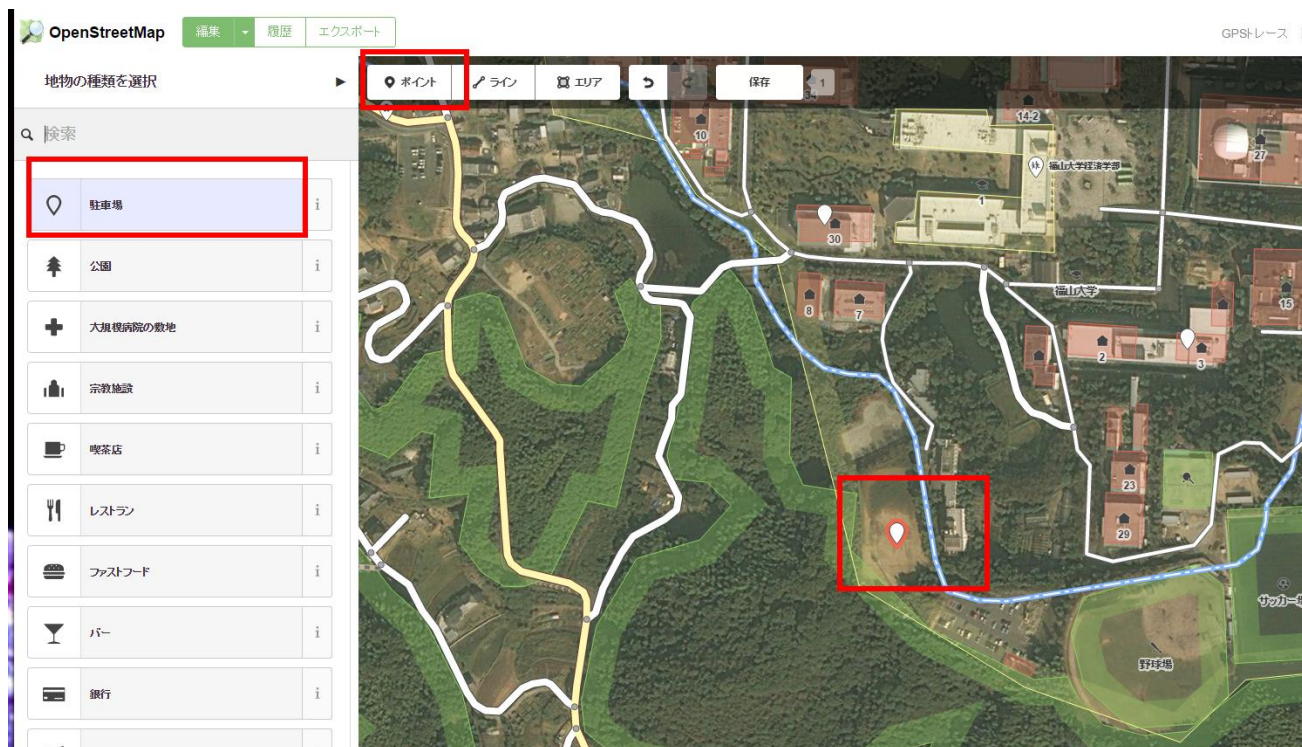 OpenStreetMap
編集
履歴
エクスポート
GPSトレース
地物の種類を選択
ポイント
ライン
エリア
保存
1
検索
駐車場
i
公園
i
大規模病院の敷地
i
宗教施設
i
喫茶店
i
レストラン
i
ファストフード
i
バー
i
銀行
i
34
10
14-2
27
福山大学経済学部
1
30
福山大学
8
7
15
2
3
23
29
サッカー場
野球場